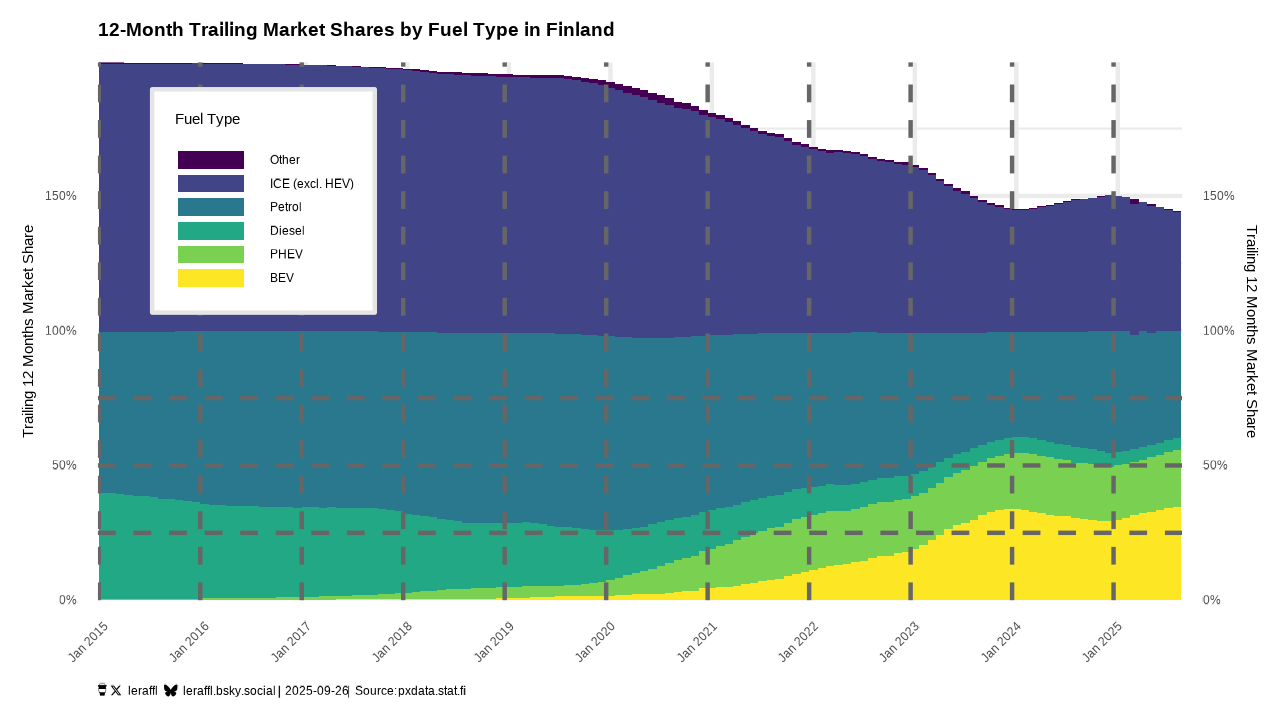 12-Month Trailing Market Shares by Fuel Type in Finland
Fuel Type
Other
ICE (excl. HEV)
Petrol
Diesel
PHEV
BEV
Trailing 12 Months Market Share
150%
100%
50%
0%
150%
100%
50%
0%
Trailing 12 Months Market Share
Jan 2015
Jan 2016
Jan 2017
Jan 2018
Jan 2019
Jan 2020
Jan 2021
Jan 2022
Jan 2023
Jan 2024
Jan 2025
leraffl leraffl.bsky.social | 2025-09-26| Source:pxdata.stat.fi